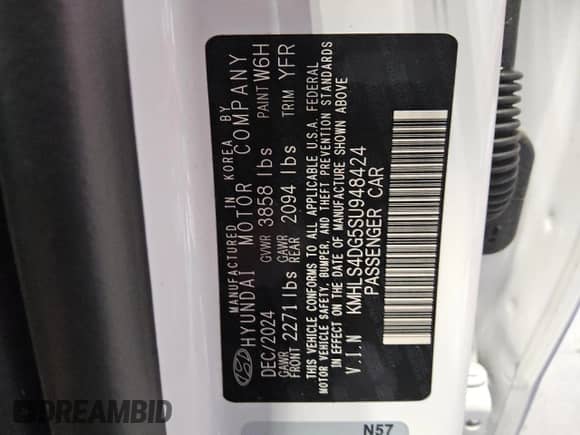 MANUFACTURED IN KOREA BY
HYUNDAI MOTOR COMPANY
DEC/2024 GVWR 3858 lbs PAINT W6H
GAWR FRONT 2271 lbs GAWR REAR 2094 lbs TRIM YFR
THIS VEHICLE CONFORMS TO ALL APPLICABLE U.S.A. FEDERAL
MOTOR VEHICLE SAFETY, BUMPER, AND THEFT PREVENTION STANDARDS
IN EFFECT ON THE DATE OF MANUFACTURE SHOWN ABOVE
V.I.N KMHLS4DG5SU948424
PASSENGER CAR
N57
DREAMBID